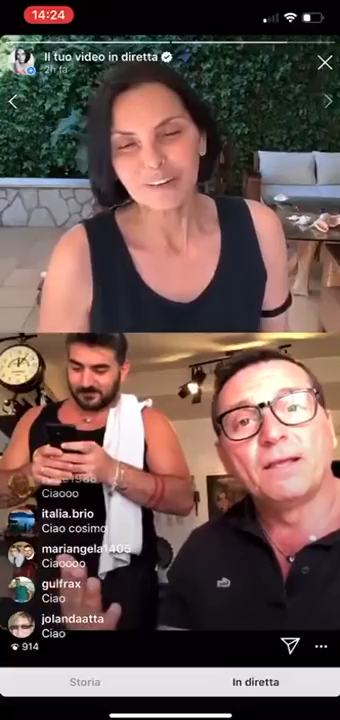 14:24
Il tuo video in diretta
2h fa
Ciaooo
italia.brio
Ciao cosimo
mariangela1405
Ciaoooo
gulfrax
Ciao
jolandaatta
Ciao
914
Storia
In diretta